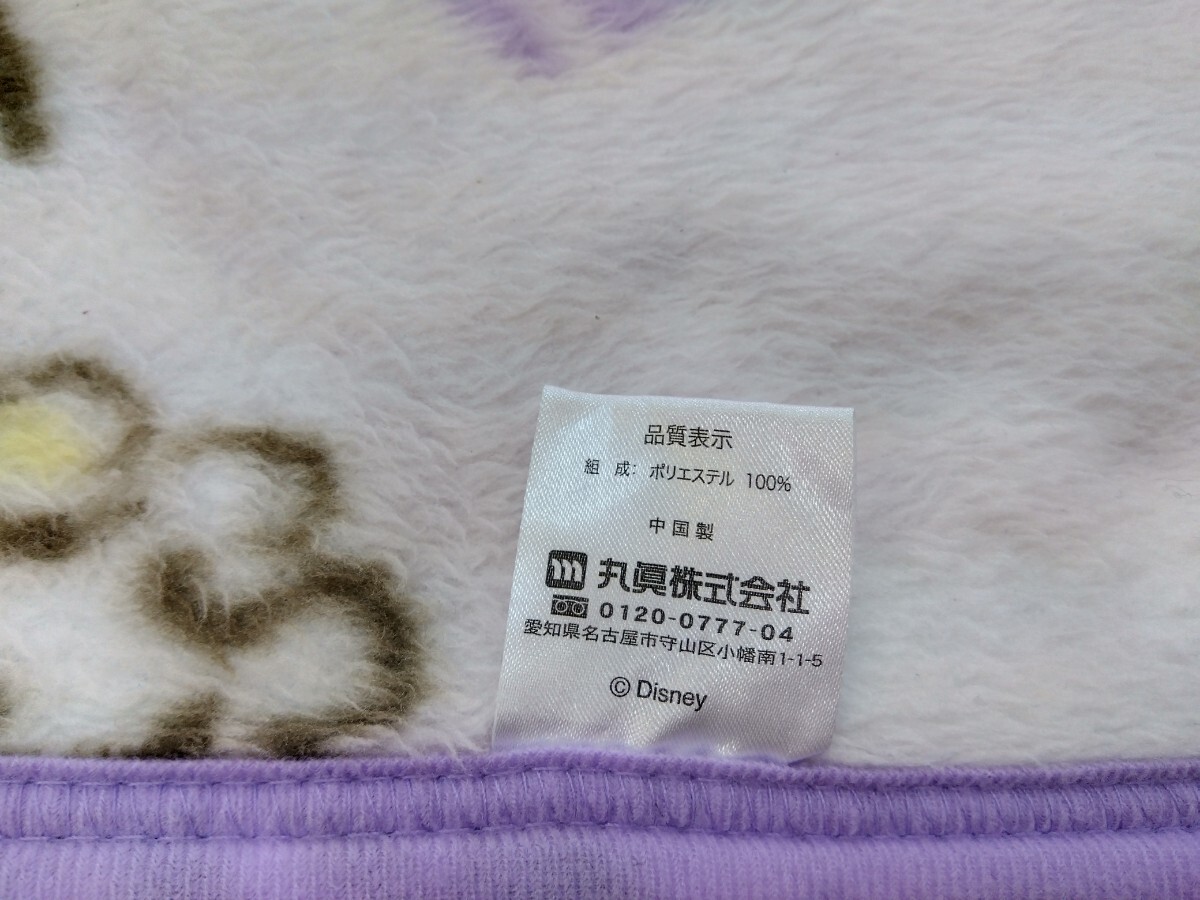 品質表示
組 成: ポリエステル 100%
中国製
丸眞株式会社
0120-0777-04
愛知県名古屋市守山区小幡南1-1-5
© Disney